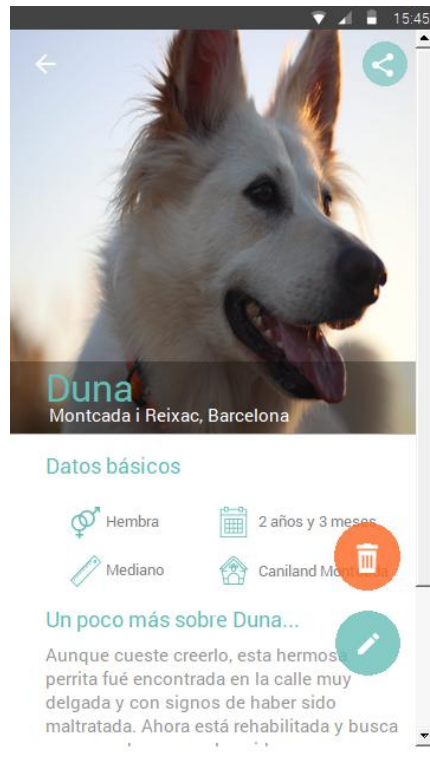 15:45
Duna
Montcada i Reixac, Barcelona
Datos básicos
Hembra
2 años y 3 meses
Mediano
Caniland Montcada
Un poco más sobre Duna...
Aunque cueste creerlo, esta hermosa
perrita fué encontrada en la calle muy
delgada y con signos de haber sido
maltratada. Ahora está rehabilitada y busca